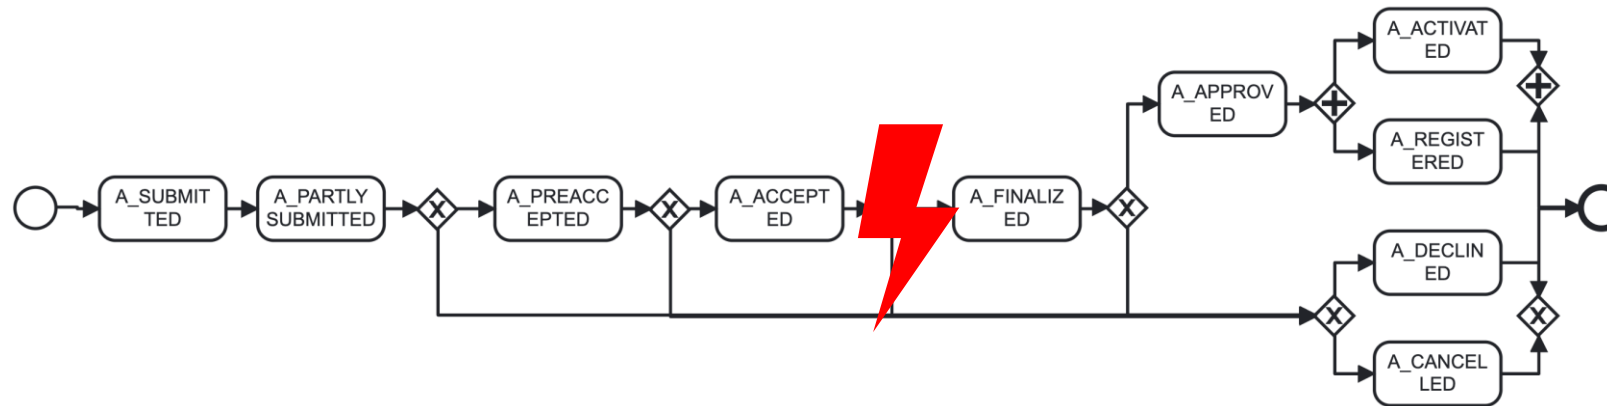 A_SUBMIT
TED
A_PARTLY
SUBMITTED
X
A_PREACC
EPTED
X
A_ACCEPT
ED
A_FINALIZ
ED
X
A_APPROV
ED
A_ACTIVAT
ED
A_REGIST
ERED
X
A_DECLIN
ED
A_CANCEL
LED
X